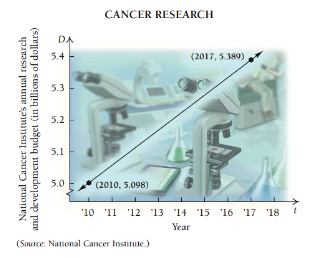 CANCER RESEARCH
National Cancer Institute's annual research
and development budget (in billions of dollars)
D
5.4
5.3
5.2
5.1
5.0
(2017, 5.389)
(2010, 5.098)
'10 '11 '12 '13 '14 '15 '16 '17 '18 t
Year
(Source: National Cancer Institute.)